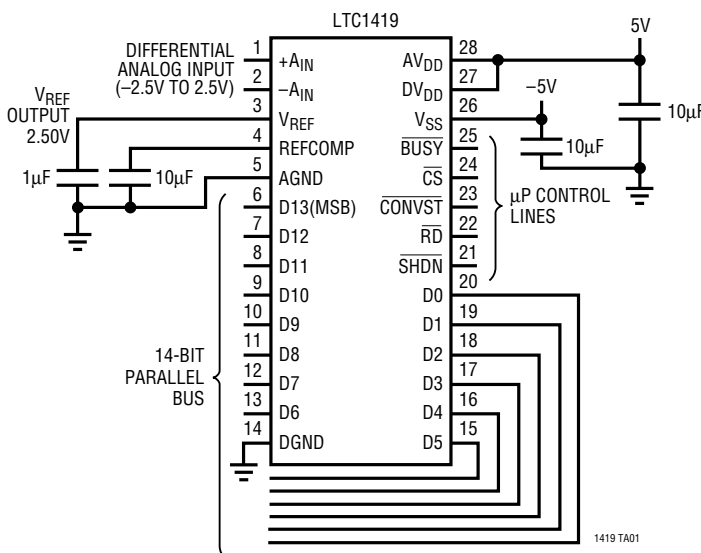 LTC1419
DIFFERENTIAL
ANALOG INPUT
(–2.5V TO 2.5V)
VREF
OUTPUT
2.50V
1µF
10µF
14-BIT
PARALLEL
BUS
1 +AIN
2 –AIN
3 VREF
4 REFCOMP
5 AGND
6 D13(MSB)
7 D12
8 D11
9 D10
10 D9
11 D8
12 D7
13 D6
14 DGND
AVDD 28
DVDD 27
VSS 26
BUSY 25
CS 24
CONVST 23
RD 22
SHDN 21
D0 20
D1 19
D2 18
D3 17
D4 16
D5 15
5V
–5V
10µF
10µF
µP CONTROL
LINES
1419 TA01